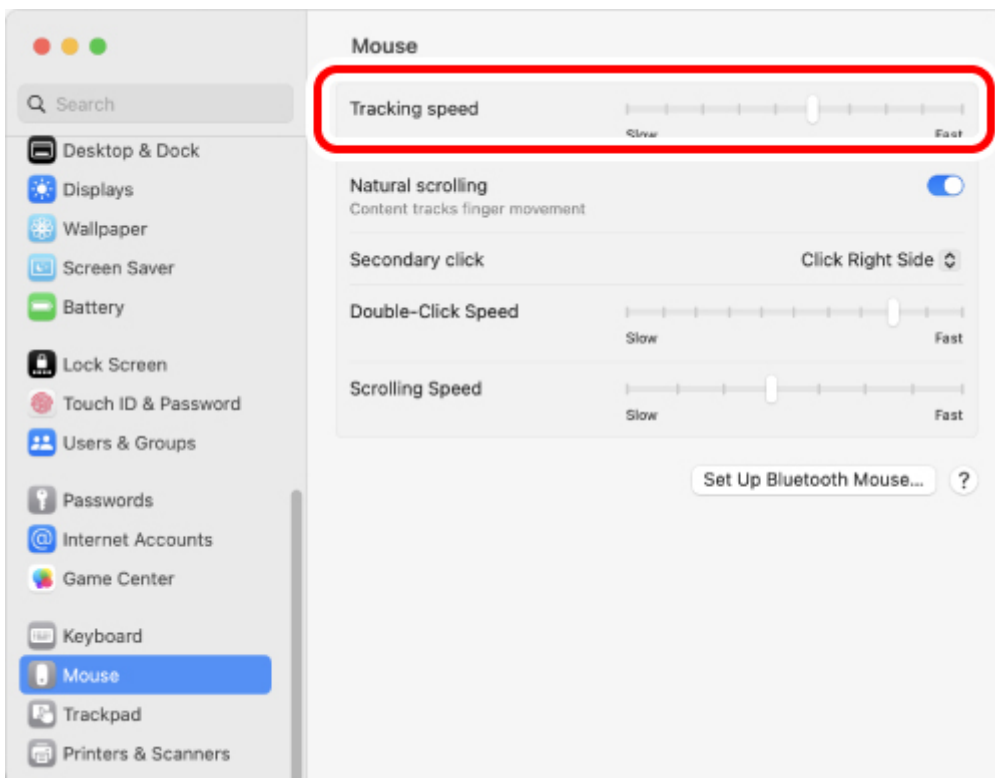 Mouse
Search
Desktop & Dock
Displays
Wallpaper
Screen Saver
Battery
Lock Screen
Touch ID & Password
Users & Groups
Passwords
Internet Accounts
Game Center
Keyboard
Mouse
Trackpad
Printers & Scanners
Tracking speed
Slow Fast
Natural scrolling
Content tracks finger movement
Secondary click Click Right Side
Double-Click Speed
Slow Fast
Scrolling Speed
Slow Fast
Set Up Bluetooth Mouse... ?